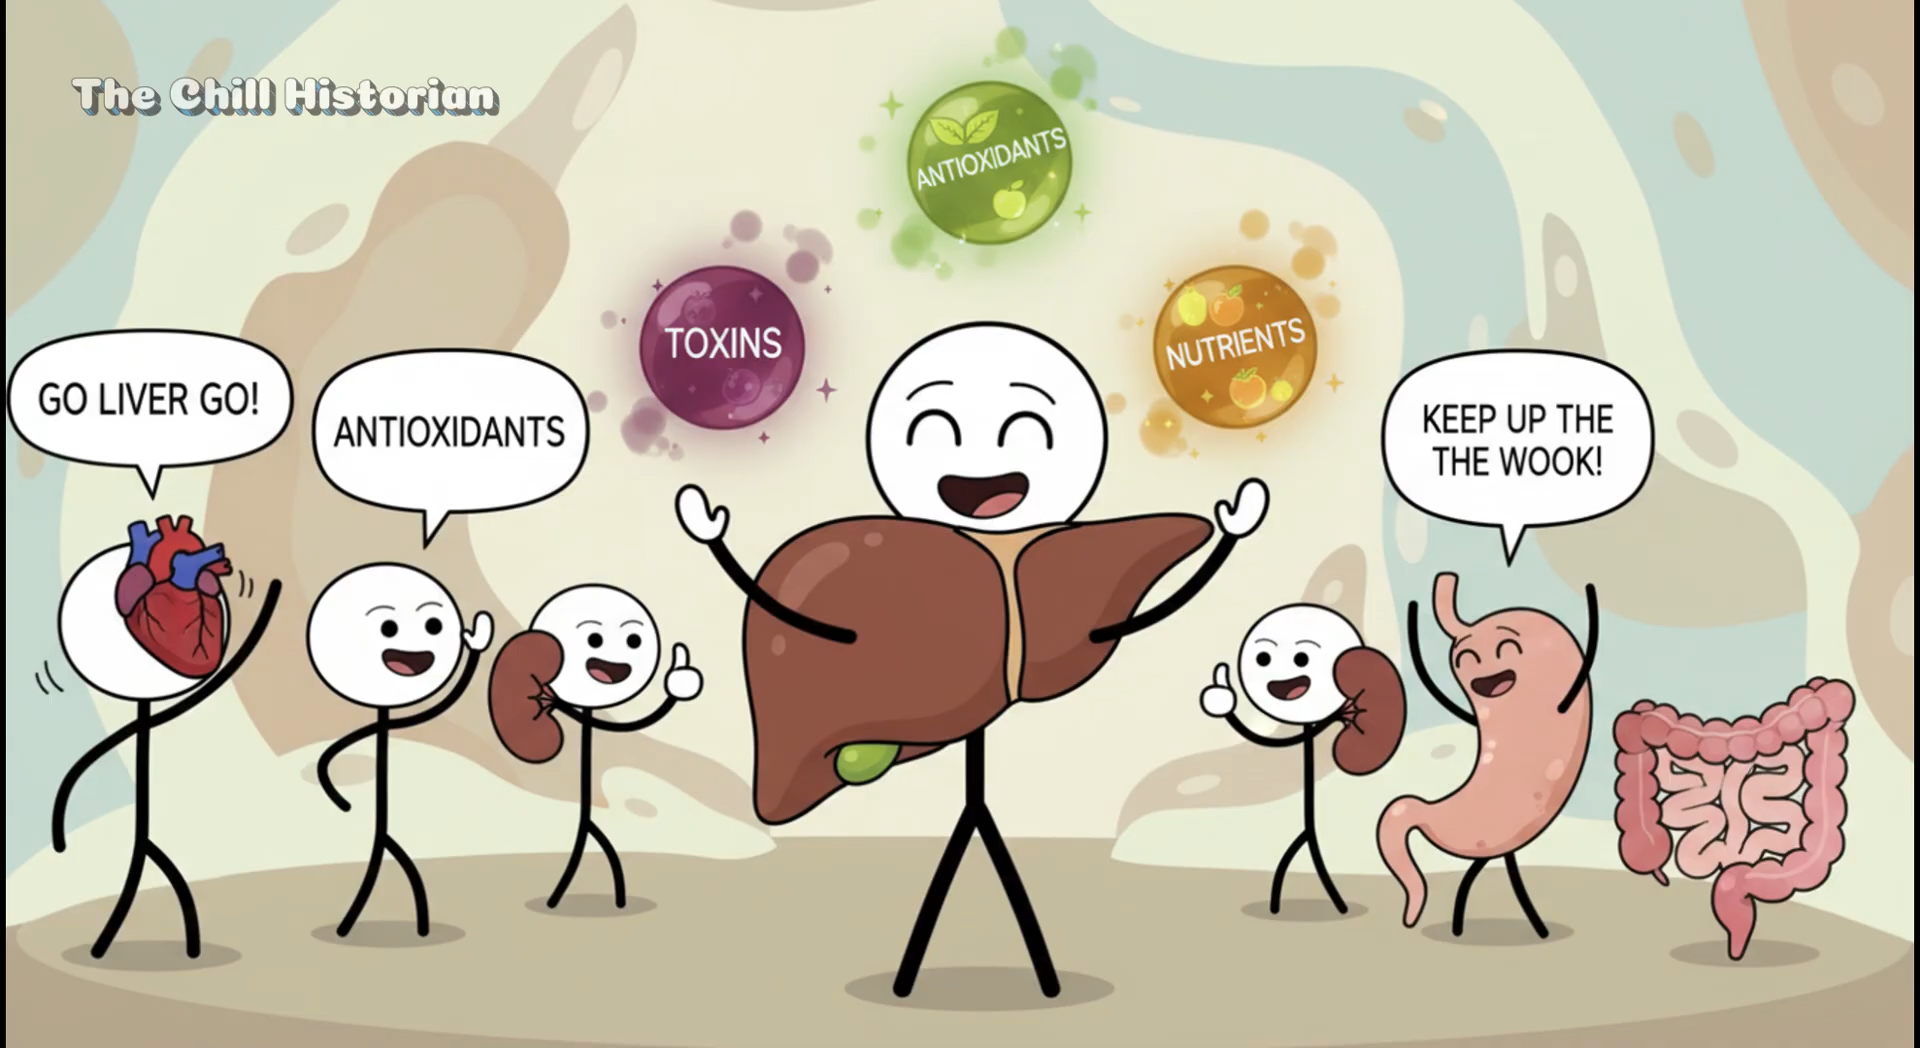 The Chill Historian
ANTIOXIDANTS
TOXINS
NUTRIENTS
GO LIVER GO!
ANTIOXIDANTS
KEEP UP THE
THE WOOK!